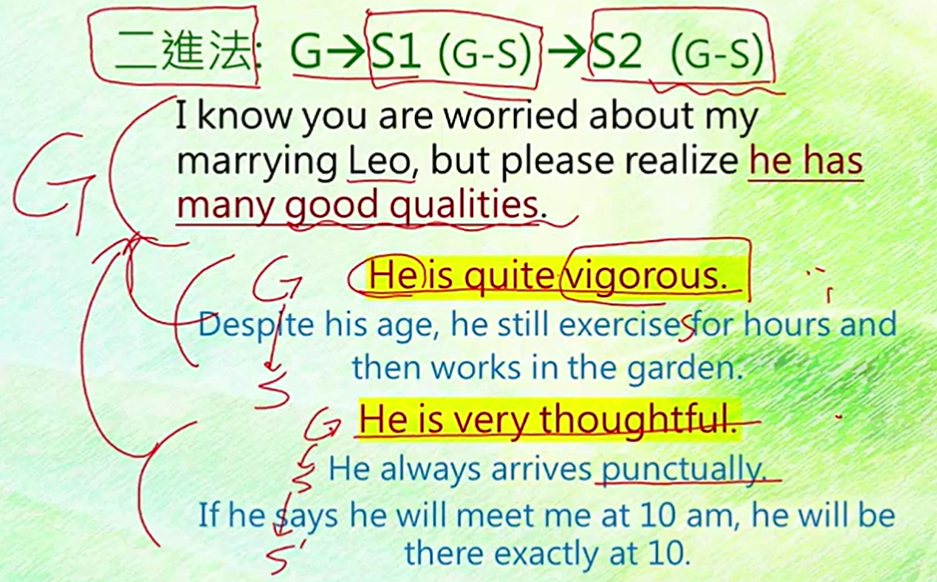 二進法: G→S1 (G-S) →S2 (G-S)
I know you are worried about my
marrying Leo, but please realize he has
many good qualities.
G
G He is quite vigorous.
Despite his age, he still exercises for hours and
then works in the garden.
S
G He is very thoughtful.
S He always arrives punctually.
If he says he will meet me at 10 am, he will be
there exactly at 10.
S'